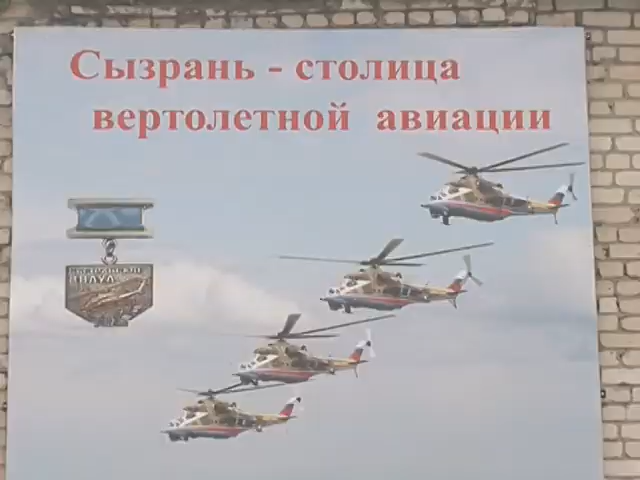 Сызрань - столица
вертолетной авиации